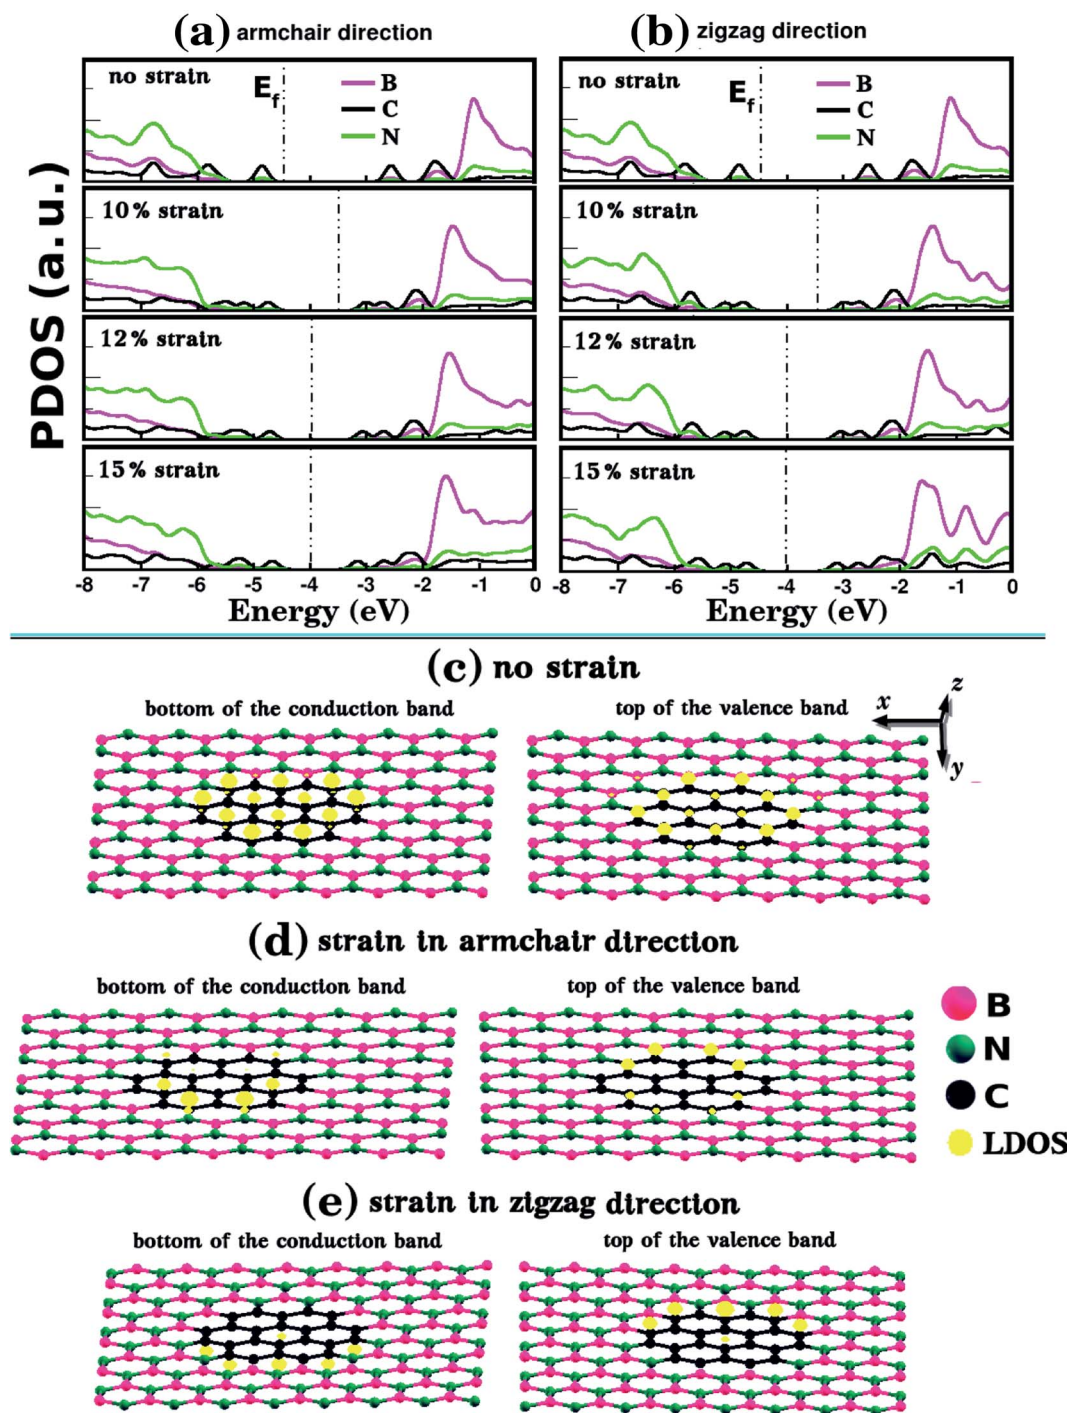 (a) armchair direction
(b) zigzag direction
PDOS (a.u.)
no strain
E_f
B
C
N
no strain
E_f
B
C
N
10% strain
10% strain
12% strain
12% strain
15% strain
15% strain
-8 -7 -6 -5 -4 -3 -2 -1 0
-8 -7 -6 -5 -4 -3 -2 -1 0
Energy (eV)
Energy (eV)
(c) no strain
bottom of the conduction band
top of the valence band
x
z
y
(d) strain in armchair direction
bottom of the conduction band
top of the valence band
B
N
C
LDOS
(e) strain in zigzag direction
bottom of the conduction band
top of the valence band